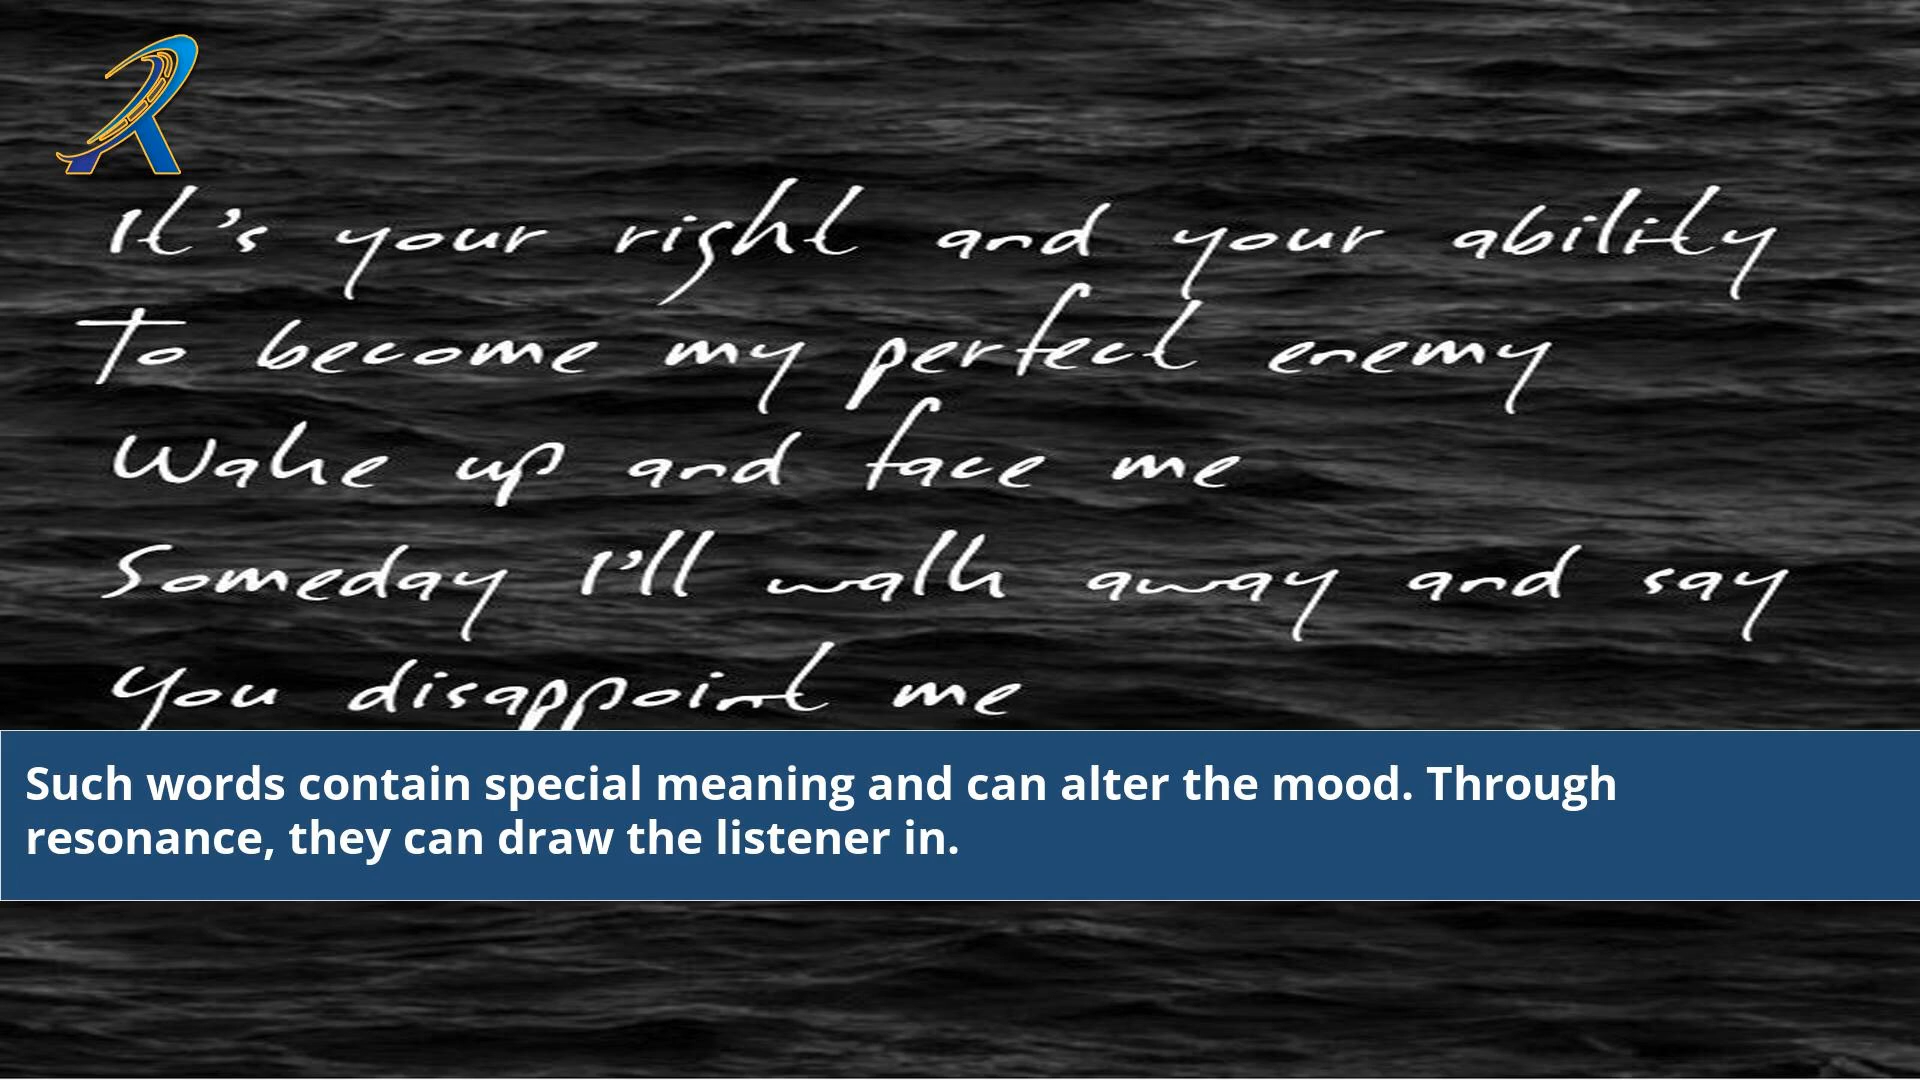 It's your right and your ability
To become my perfect enemy
Wake up and face me
Someday I'll walk away and say
You disappoint me
Such words contain special meaning and can alter the mood. Through
resonance, they can draw the listener in.